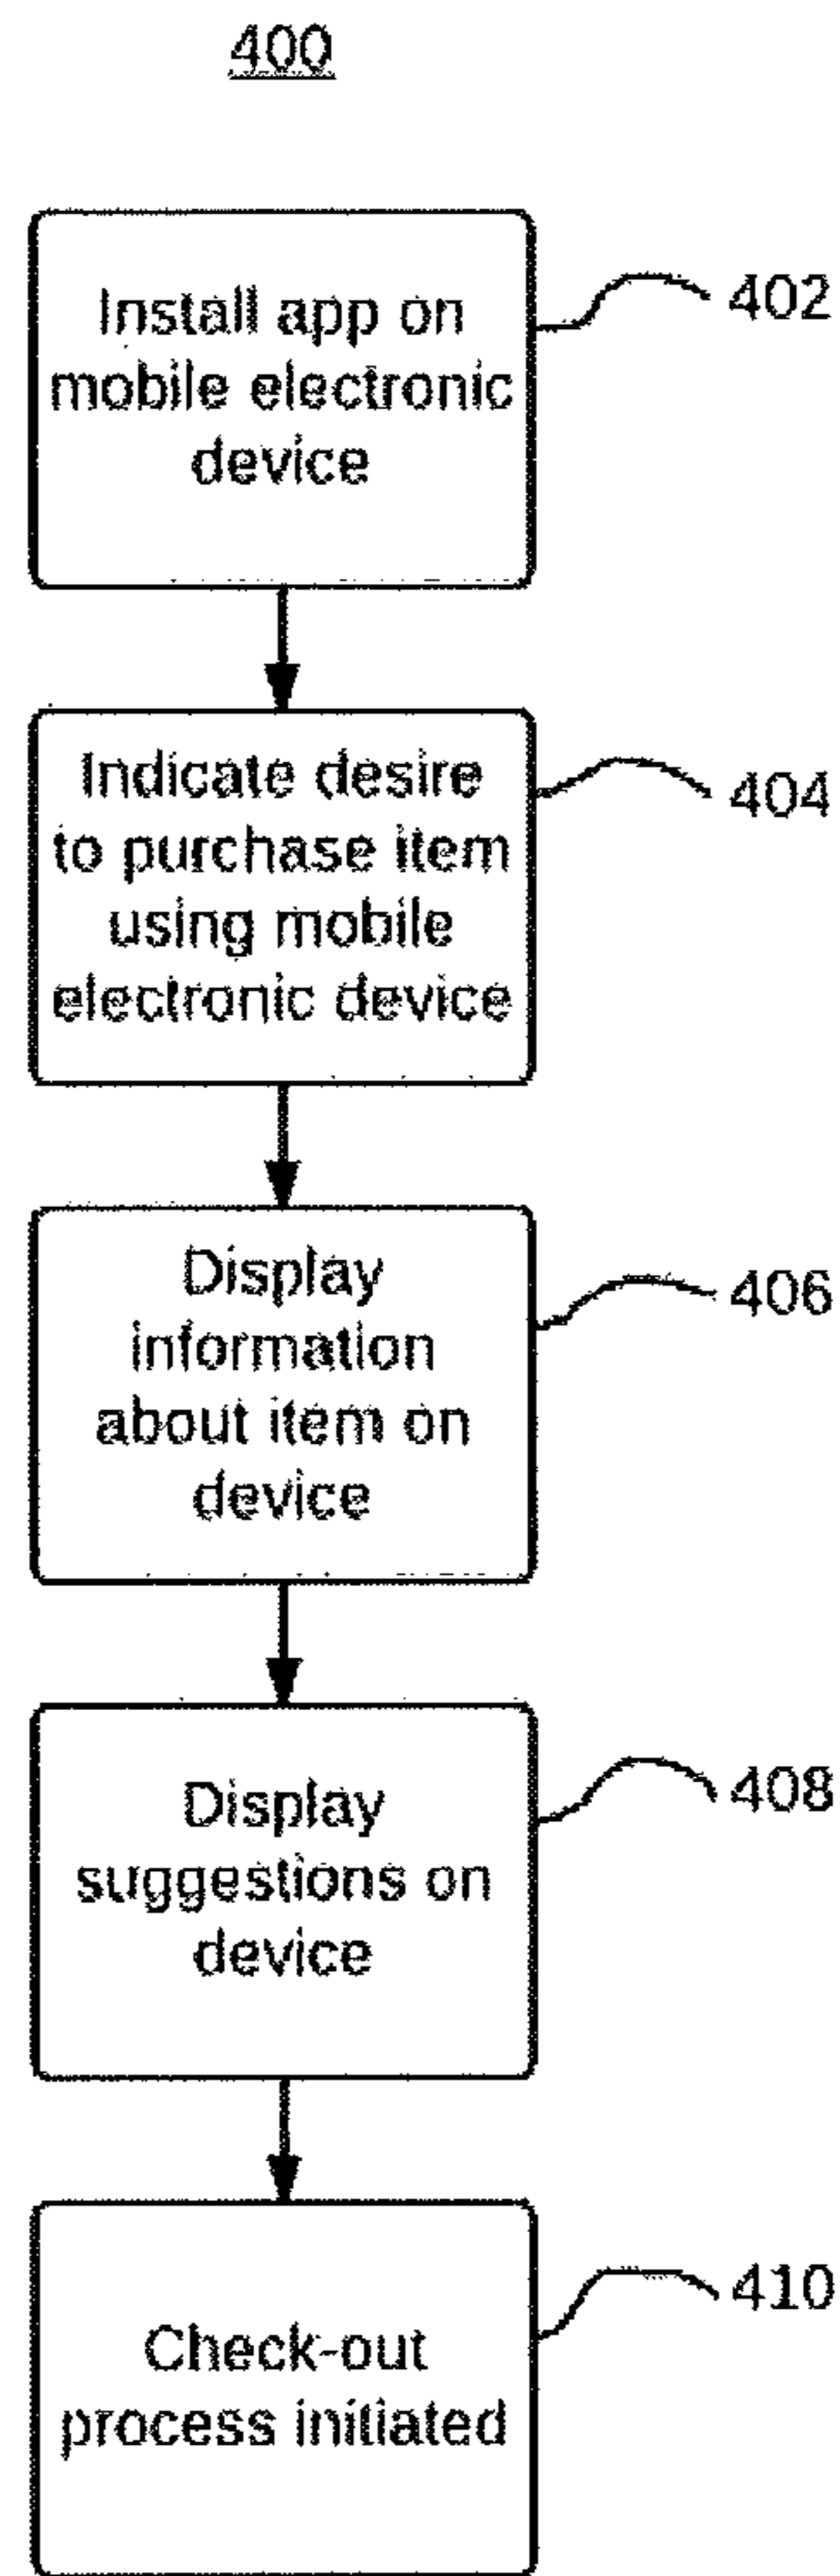 400
Install app on
mobile electronic
device
402
Indicate desire
to purchase item
using mobile
electronic device
404
Display
information
about item on
device
406
Display
suggestions on
device
408
Check-out
process initiated
410